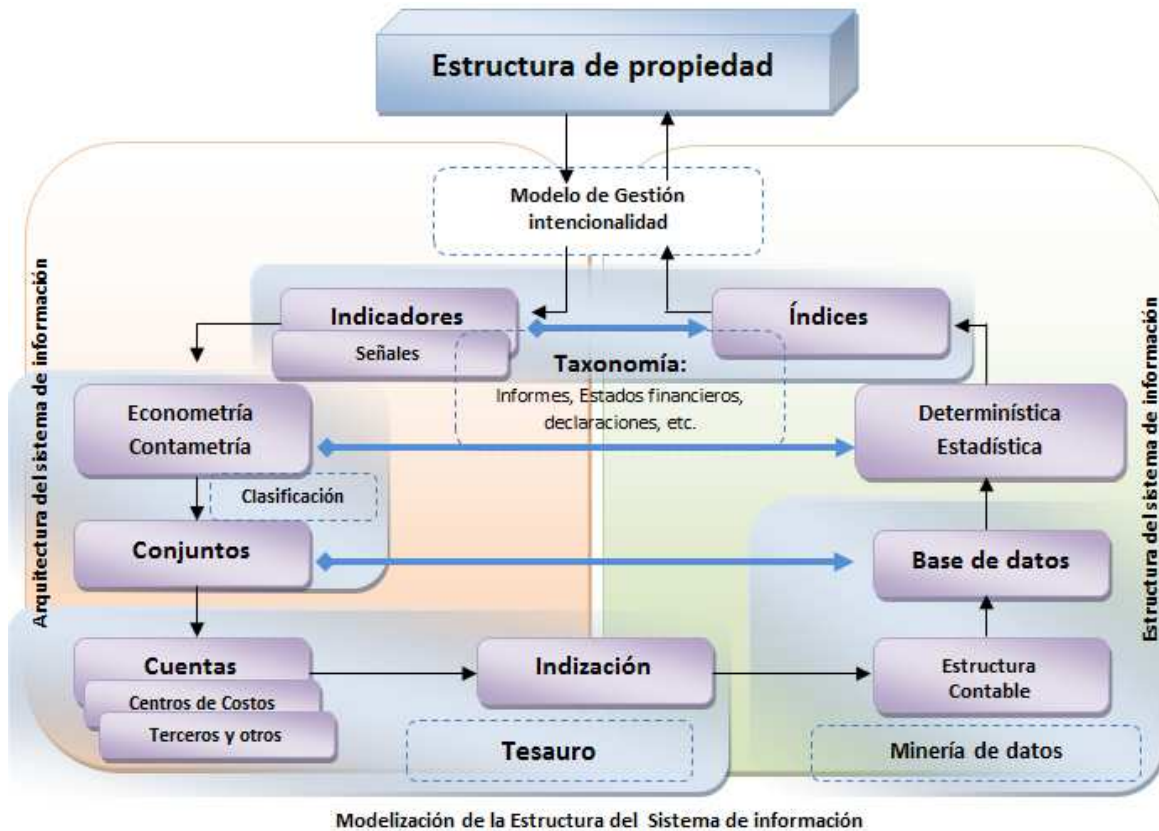 Estructura de propiedad
Modelo de Gestión
intencionalidad
Arquitectura del sistema de información
Estructura del sistema de información
Indicadores
Señales
Índices
Taxonomía:
Informes, Estados financieros,
declaraciones, etc.
Econometría
Contametría
Determinística
Estadística
Clasificación
Conjuntos
Base de datos
Cuentas
Centros de Costos
Terceros y otros
Indización
Estructura
Contable
Tesauro
Minería de datos
Modelización de la Estructura del Sistema de información